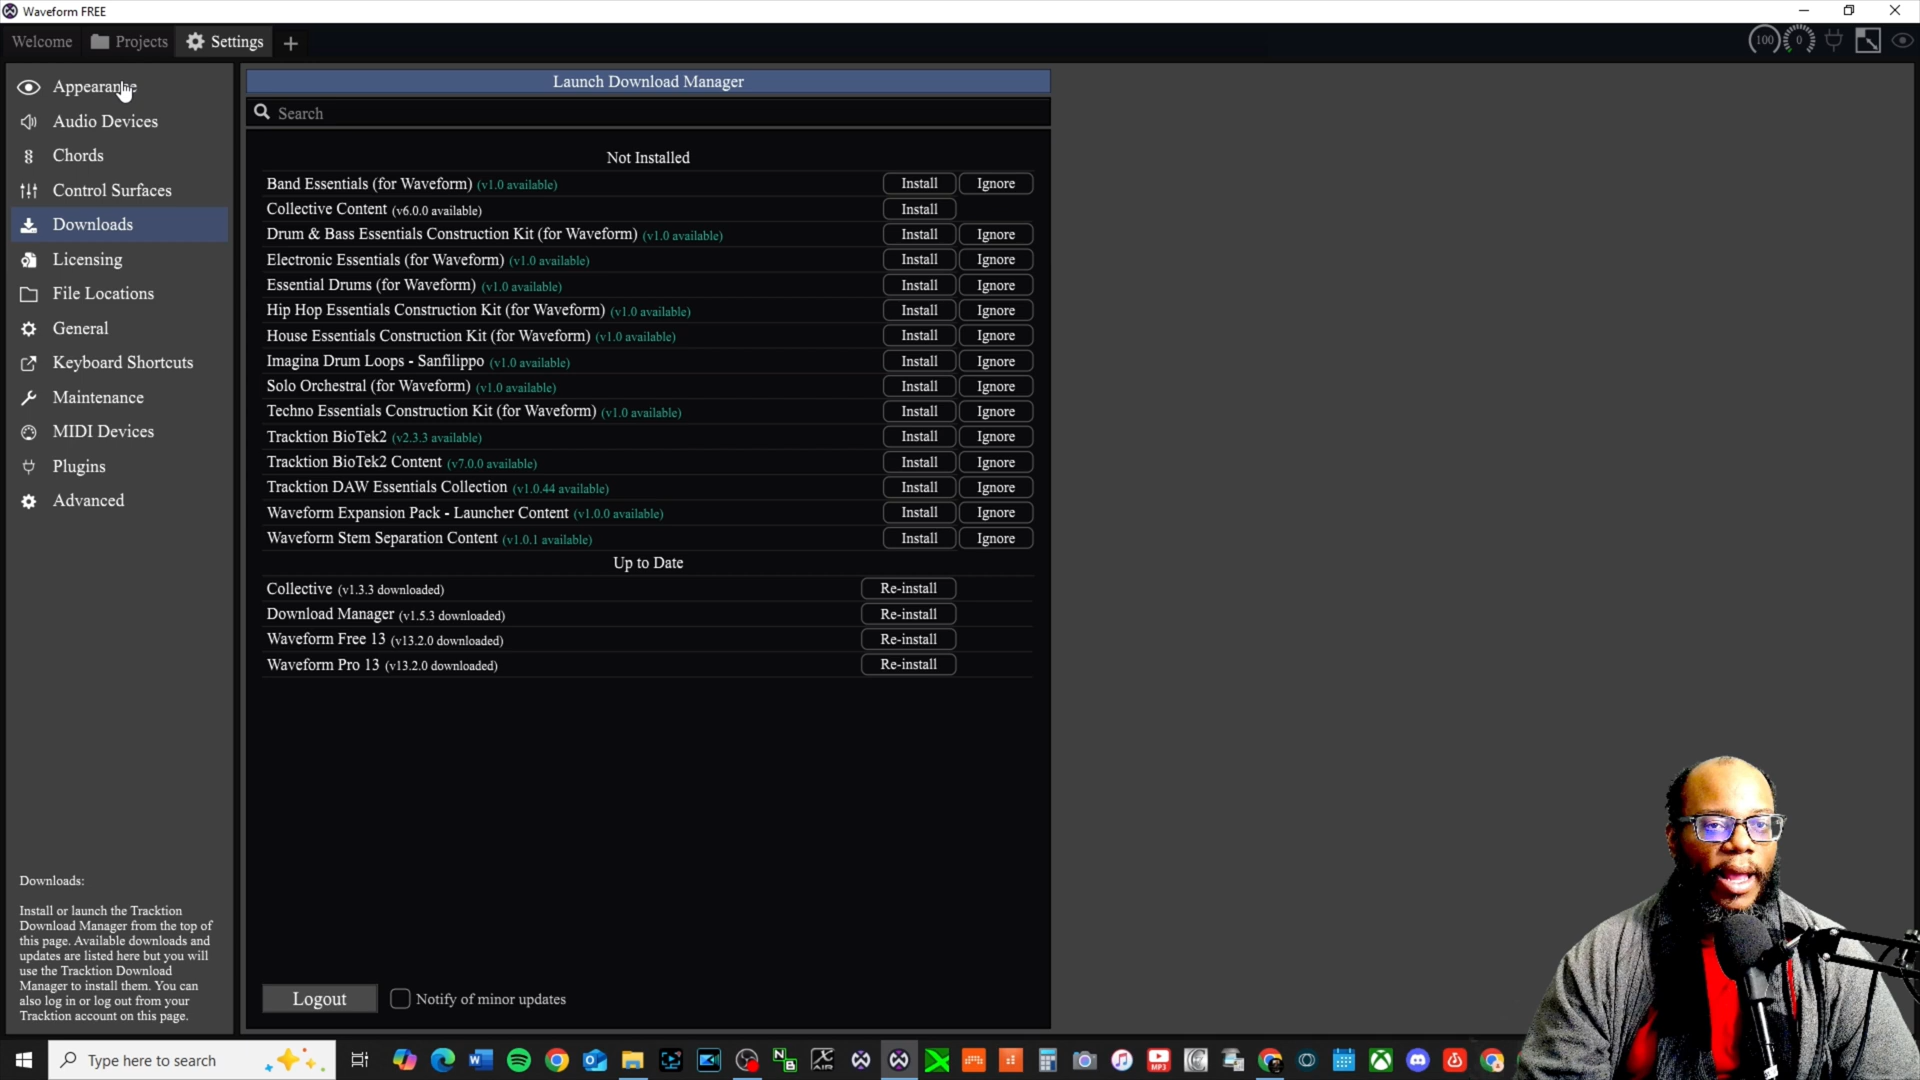 Waveform FREE
Welcome
Projects
Settings
100
0
Appearance
Audio Devices
Chords
Control Surfaces
Downloads
Licensing
File Locations
General
Keyboard Shortcuts
Maintenance
MIDI Devices
Plugins
Advanced
Downloads:
Install or launch the Tracktion
Download Manager from the top of
this page. Available downloads and
updates are listed here but you will
use the Tracktion Download
Manager to install them. You can
also log in or log out from your
Tracktion account on this page.
Launch Download Manager
Search
Not Installed
Band Essentials (for Waveform) (v1.0 available) Install Ignore
Collective Content (v6.0.0 available) Install
Drum & Bass Essentials Construction Kit (for Waveform) (v1.0 available) Install Ignore
Electronic Essentials (for Waveform) (v1.0 available) Install Ignore
Essential Drums (for Waveform) (v1.0 available) Install Ignore
Hip Hop Essentials Construction Kit (for Waveform) (v1.0 available) Install Ignore
House Essentials Construction Kit (for Waveform) (v1.0 available) Install Ignore
Imagina Drum Loops - Sanfilippo (v1.0 available) Install Ignore
Solo Orchestral (for Waveform) (v1.0 available) Install Ignore
Techno Essentials Construction Kit (for Waveform) (v1.0 available) Install Ignore
Tracktion BioTek2 (v2.3.3 available) Install Ignore
Tracktion BioTek2 Content (v7.0.0 available) Install Ignore
Tracktion DAW Essentials Collection (v1.0.44 available) Install Ignore
Waveform Expansion Pack - Launcher Content (v1.0.0 available) Install Ignore
Waveform Stem Separation Content (v1.0.1 available) Install Ignore
Up to Date
Collective (v1.3.3 downloaded) Re-install
Download Manager (v1.5.3 downloaded) Re-install
Waveform Free 13 (v13.2.0 downloaded) Re-install
Waveform Pro 13 (v13.2.0 downloaded) Re-install
Logout
Notify of minor updates
Type here to search
AIR
MP3